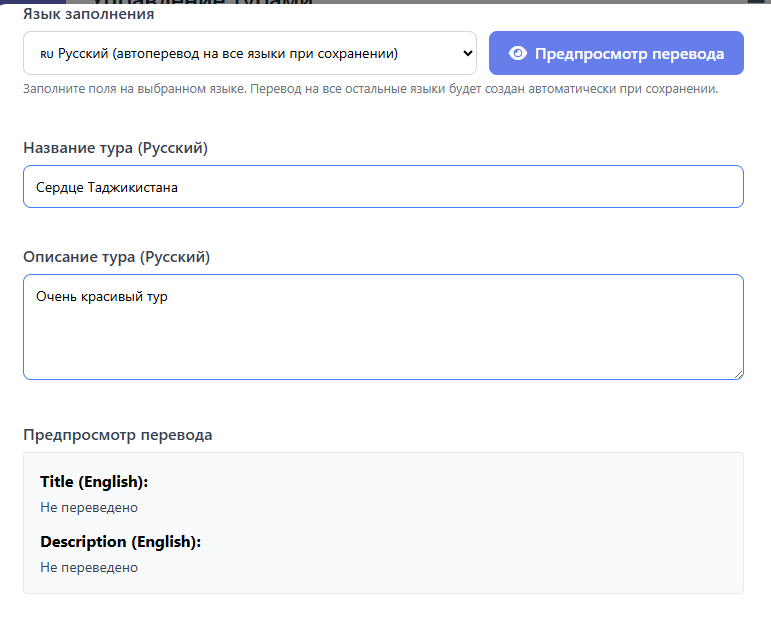 Управление турами
Язык заполнения
RU Русский (автоперевод на все языки при сохранении)
Предпросмотр перевода
Заполните поля на выбранном языке. Перевод на все остальные языки будет создан автоматически при сохранении.
Название тура (Русский)
Сердце Таджикистана
Описание тура (Русский)
Очень красивый тур
Предпросмотр перевода
Title (English):
Не переведено
Description (English):
Не переведено